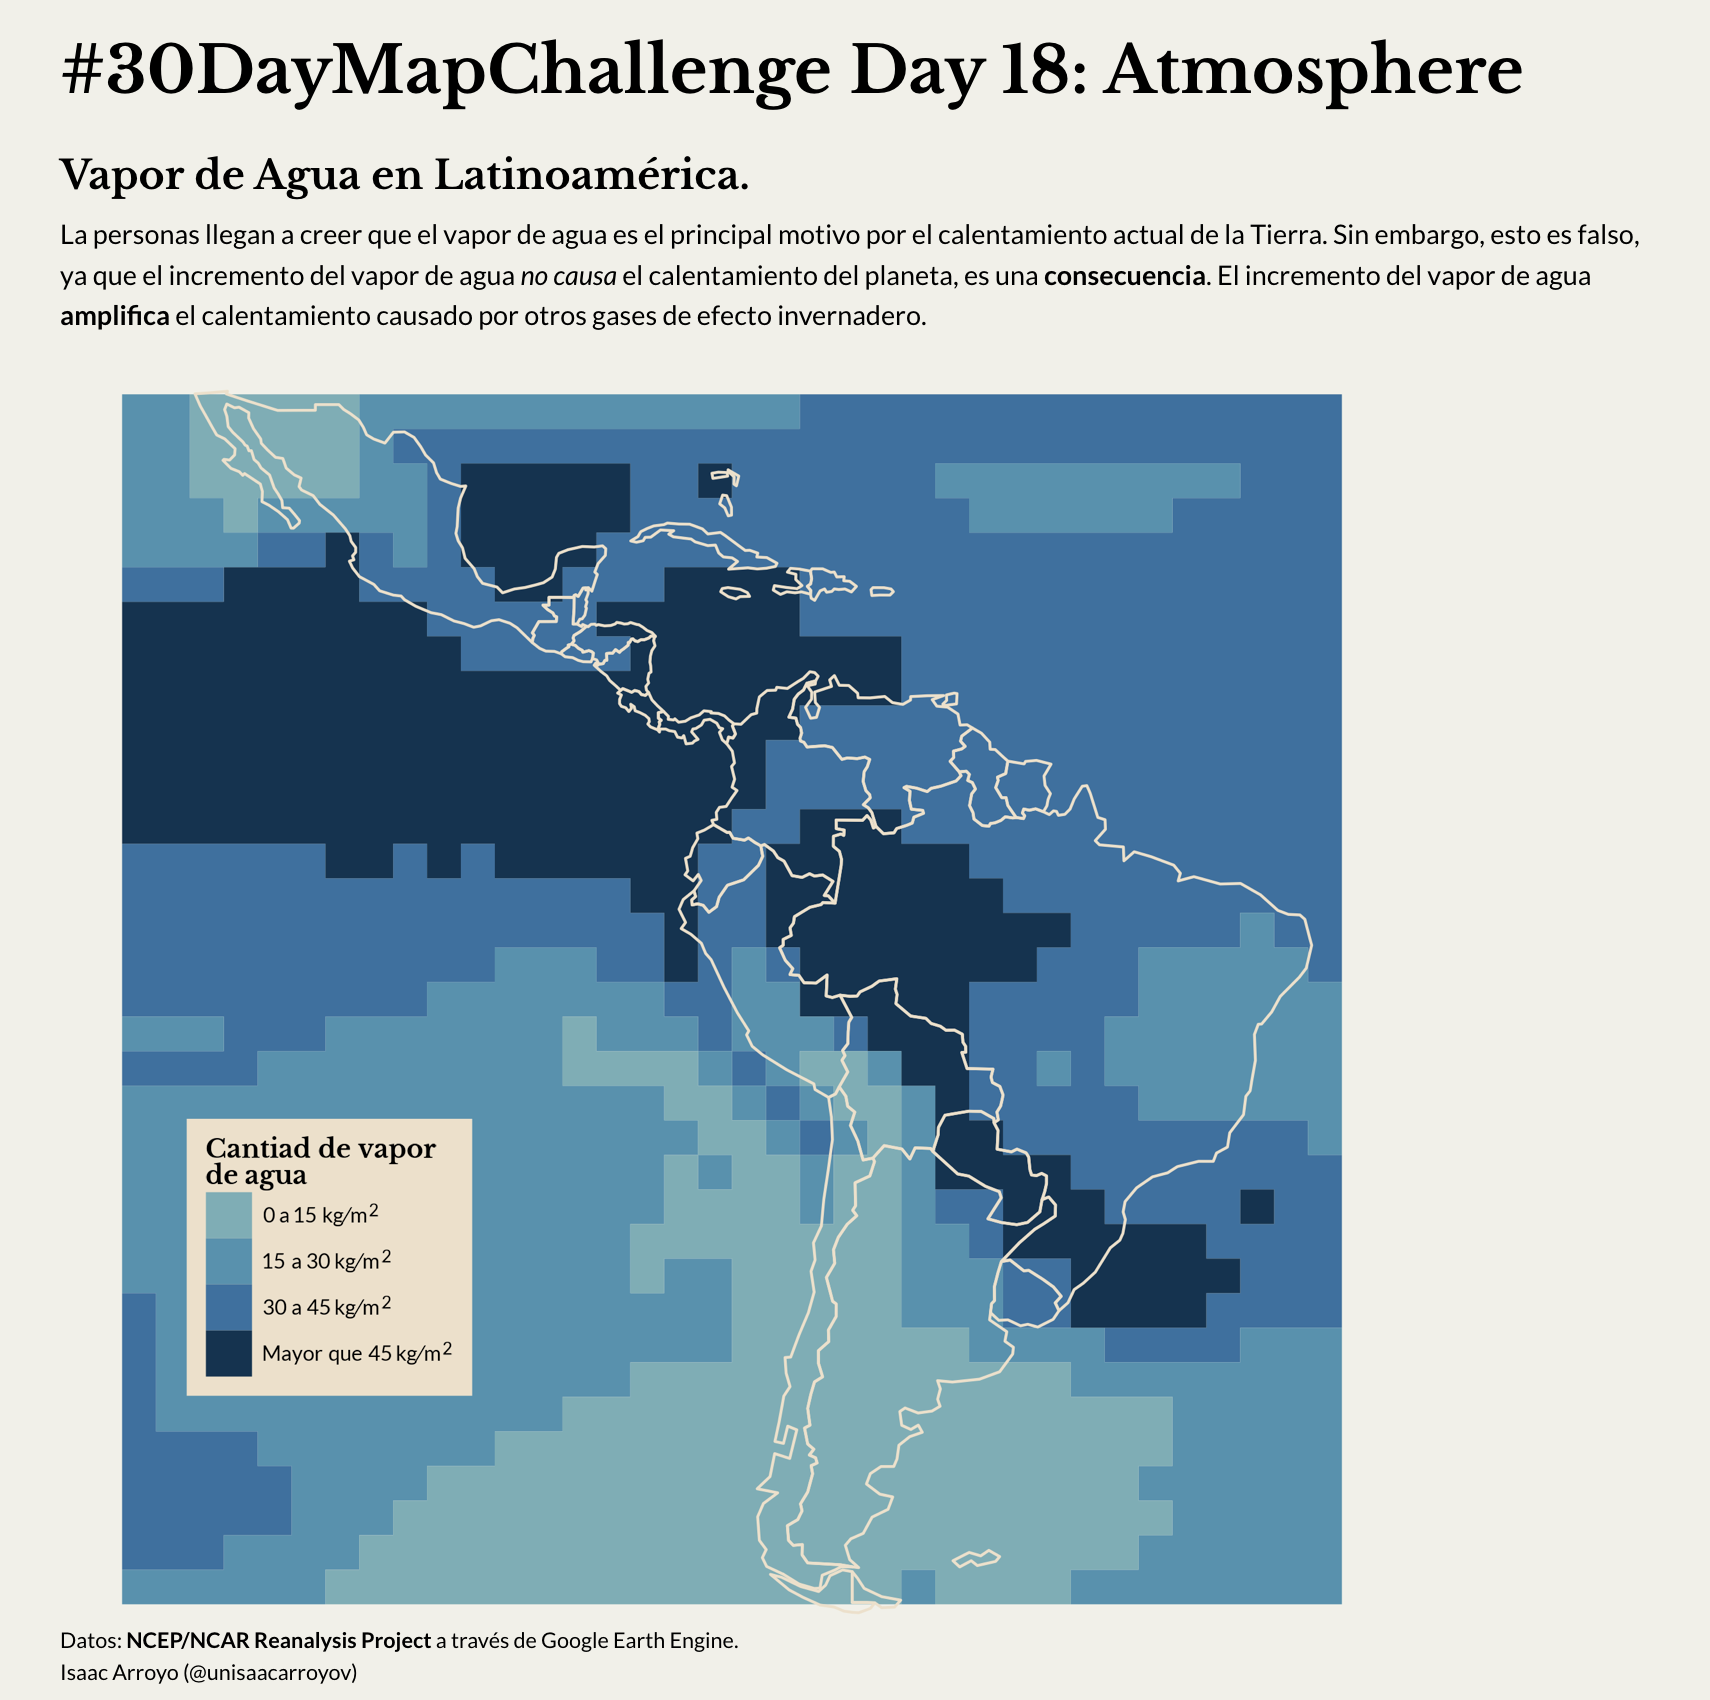 #30DayMapChallenge Day 18: Atmosphere
Vapor de Agua en Latinoamérica.
La personas llegan a creer que el vapor de agua es el principal motivo por el calentamiento actual de la Tierra. Sin embargo, esto es falso,
ya que el incremento del vapor de agua no causa el calentamiento del planeta, es una consecuencia. El incremento del vapor de agua
amplifica el calentamiento causado por otros gases de efecto invernadero.
Cantiad de vapor
de agua
0 a 15 kg/m²
15 a 30 kg/m²
30 a 45 kg/m²
Mayor que 45 kg/m²
Datos: NCEP/NCAR Reanalysis Project a través de Google Earth Engine.
Isaac Arroyo (@unisaacarroyov)